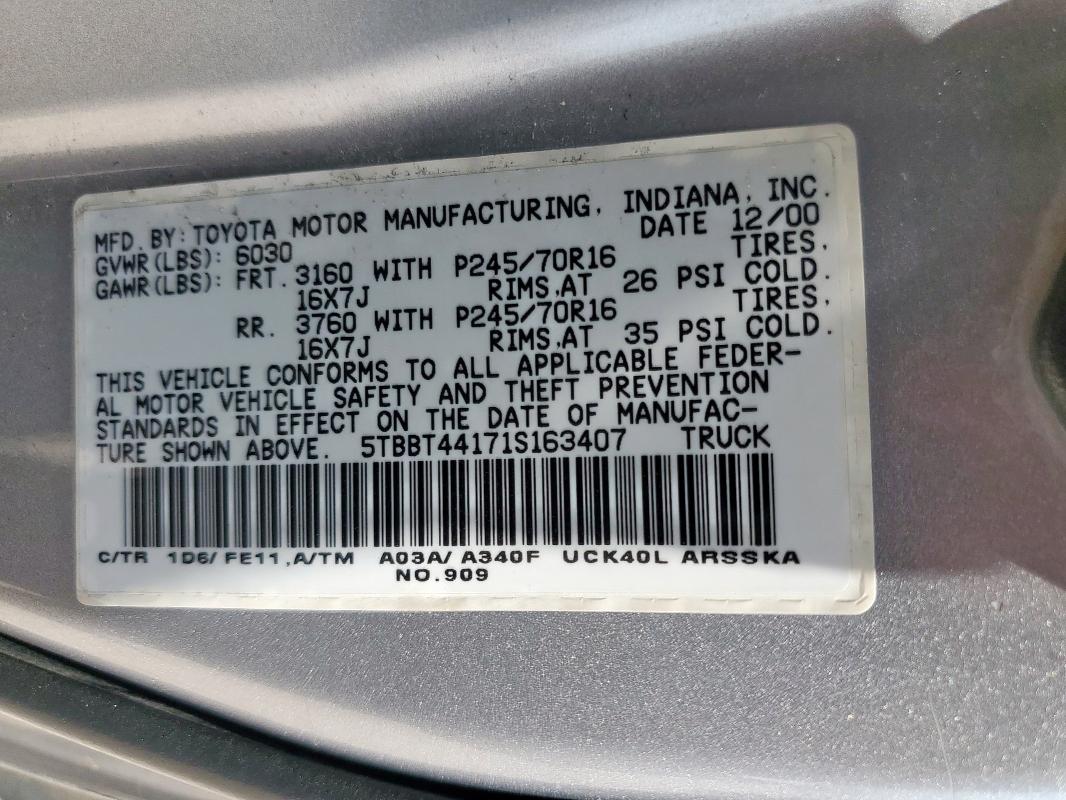 MFD. BY: TOYOTA MOTOR MANUFACTURING, INDIANA, INC.
GVWR(LBS): 6030 DATE 12/00
GAWR(LBS): FRT. 3160 WITH P245/70R16 TIRES,
16X7J RIMS,AT 26 PSI COLD.
RR. 3760 WITH P245/70R16 TIRES,
16X7J RIMS,AT 35 PSI COLD.
THIS VEHICLE CONFORMS TO ALL APPLICABLE FEDER-
AL MOTOR VEHICLE SAFETY AND THEFT PREVENTION
STANDARDS IN EFFECT ON THE DATE OF MANUFAC-
TURE SHOWN ABOVE. 5TBBT44171S163407 TRUCK
C/TR 1D6/ FE11,A/TM A03A/ A340F UCK40L ARSSKA
NO.909